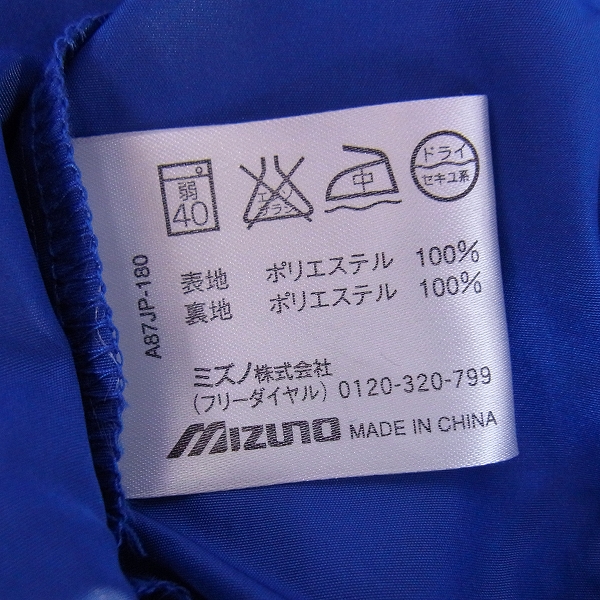 弱
40
エンソ
サラシ
中
ドライ
セキユ系
表地 ポリエステル 100%
裏地 ポリエステル 100%
A87JP-180
ミズノ株式会社
(フリーダイヤル) 0120-320-799
MIZUNO MADE IN CHINA